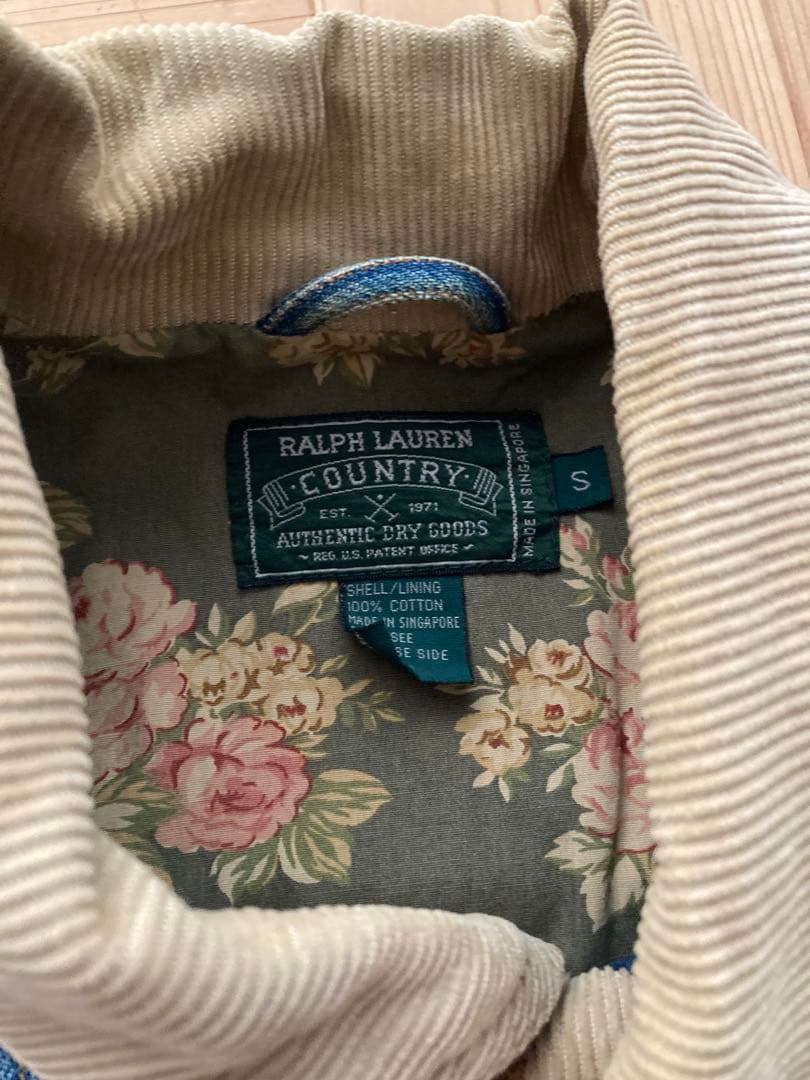 RALPH LAUREN
·COUNTRY·
EST. 1971
AUTHENTIC DRY GOODS
~ REG. U.S. PATENT OFFICE ~
MADE IN SINGAPORE
S
SHELL/LINING
100% COTTON
MADE IN SINGAPORE
SEE
SE SIDE